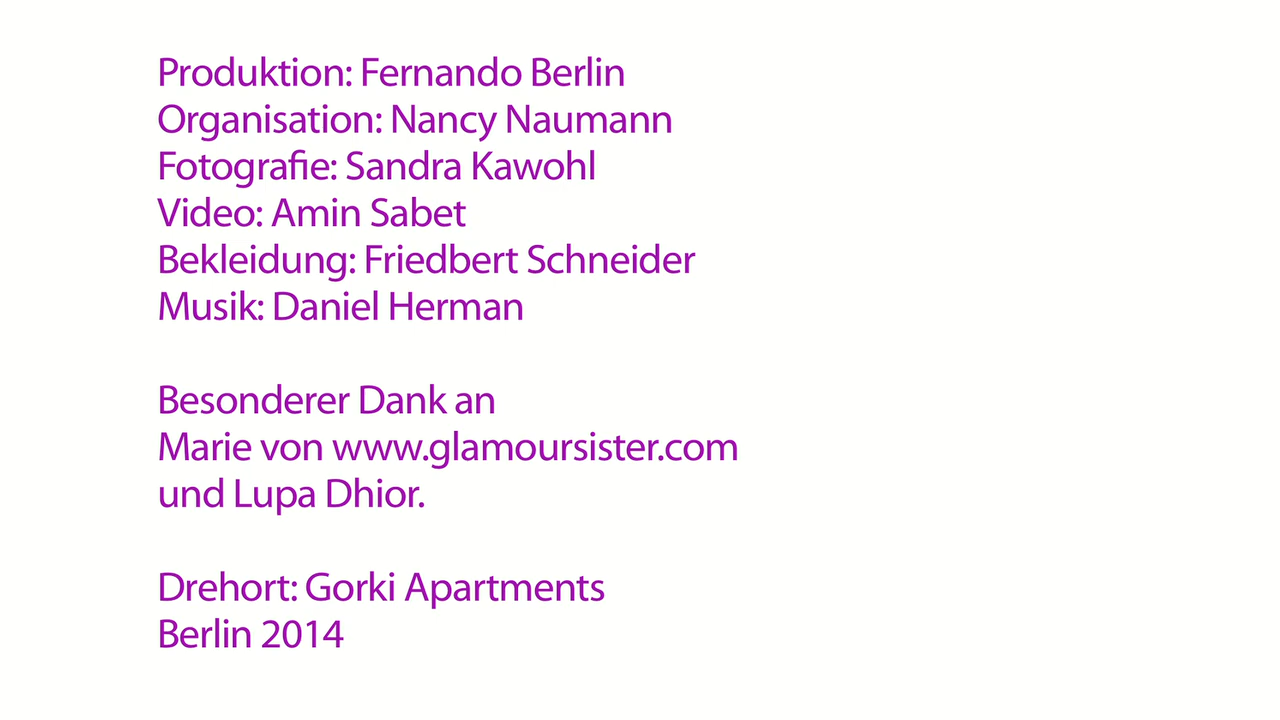 Produktion: Fernando Berlin
Organisation: Nancy Naumann
Fotografie: Sandra Kawohl
Video: Amin Sabet
Bekleidung: Friedbert Schneider
Musik: Daniel Herman
Besonderer Dank an
Marie von www.glamoursister.com
und Lupa Dhior.
Drehort: Gorki Apartments
Berlin 2014